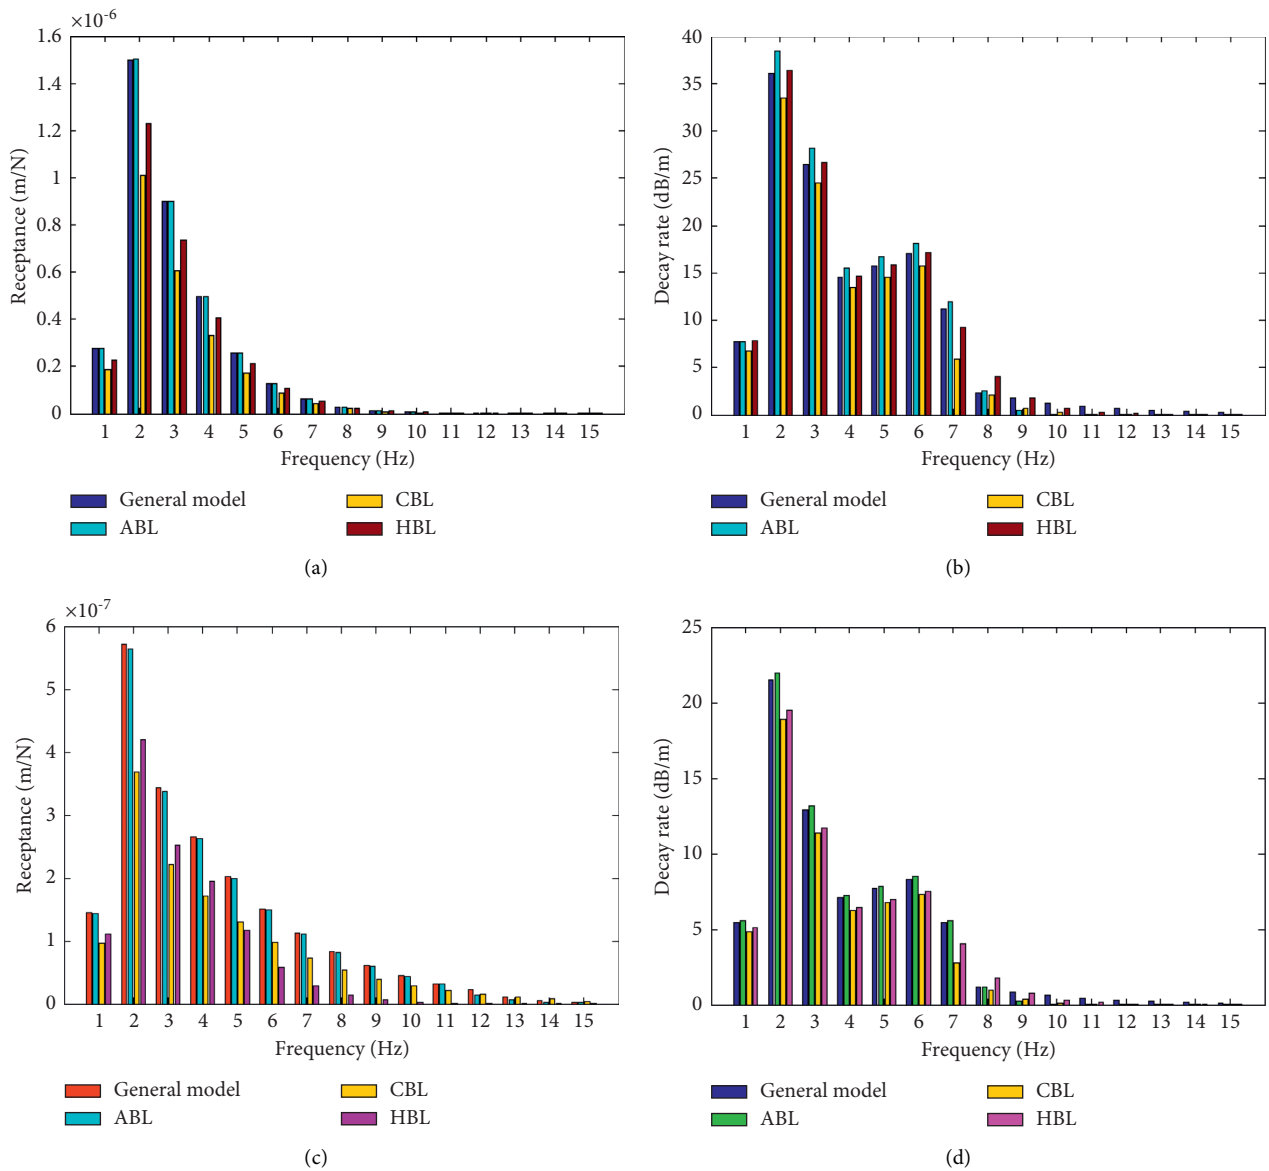 ×10-6
1.6
1.4
1.2
1
0.8
0.6
0.4
0.2
0
Receptance (m/N)
1 2 3 4 5 6 7 8 9 10 11 12 13 14 15
Frequency (Hz)
General model
ABL
CBL
HBL
(a)
40
35
30
25
20
15
10
5
0
Decay rate (dB/m)
1 2 3 4 5 6 7 8 9 10 11 12 13 14 15
Frequency (Hz)
General model
ABL
CBL
HBL
(b)
×10-7
6
5
4
3
2
1
0
Receptance (m/N)
1 2 3 4 5 6 7 8 9 10 11 12 13 14 15
Frequency (Hz)
General model
ABL
CBL
HBL
(c)
25
20
15
10
5
0
Decay rate (dB/m)
1 2 3 4 5 6 7 8 9 10 11 12 13 14 15
Frequency (Hz)
General model
ABL
CBL
HBL
(d)